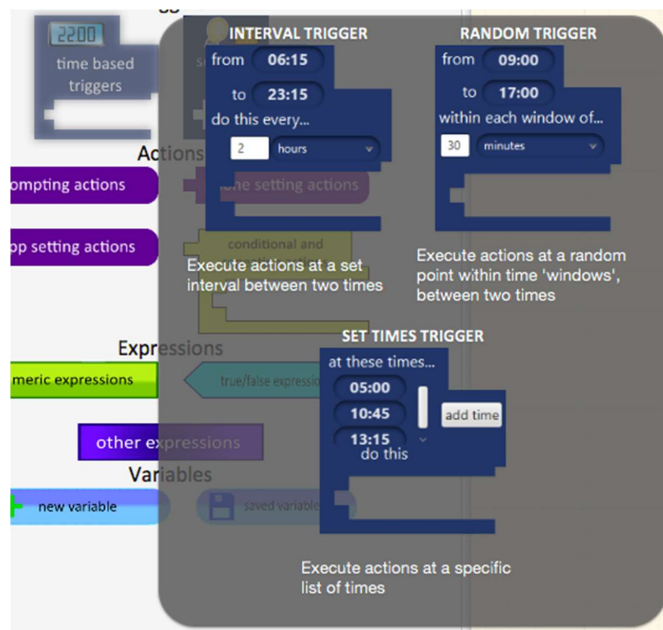 INTERVAL TRIGGER
from 06:15
to 23:15
do this every...
2 hours
Execute actions at a set
interval between two times
RANDOM TRIGGER
from 09:00
to 17:00
within each window of...
30 minutes
Execute actions at a random
point within time 'windows',
between two times
SET TIMES TRIGGER
at these times...
05:00
10:45
13:15
add time
do this
Execute actions at a specific
list of times
2200
time based
triggers
Actions
ompting actions
one setting actions
pp setting actions
conditional and
Expressions
meric expressions
true/false expressio
other expressions
Variables
new variable
saved variable